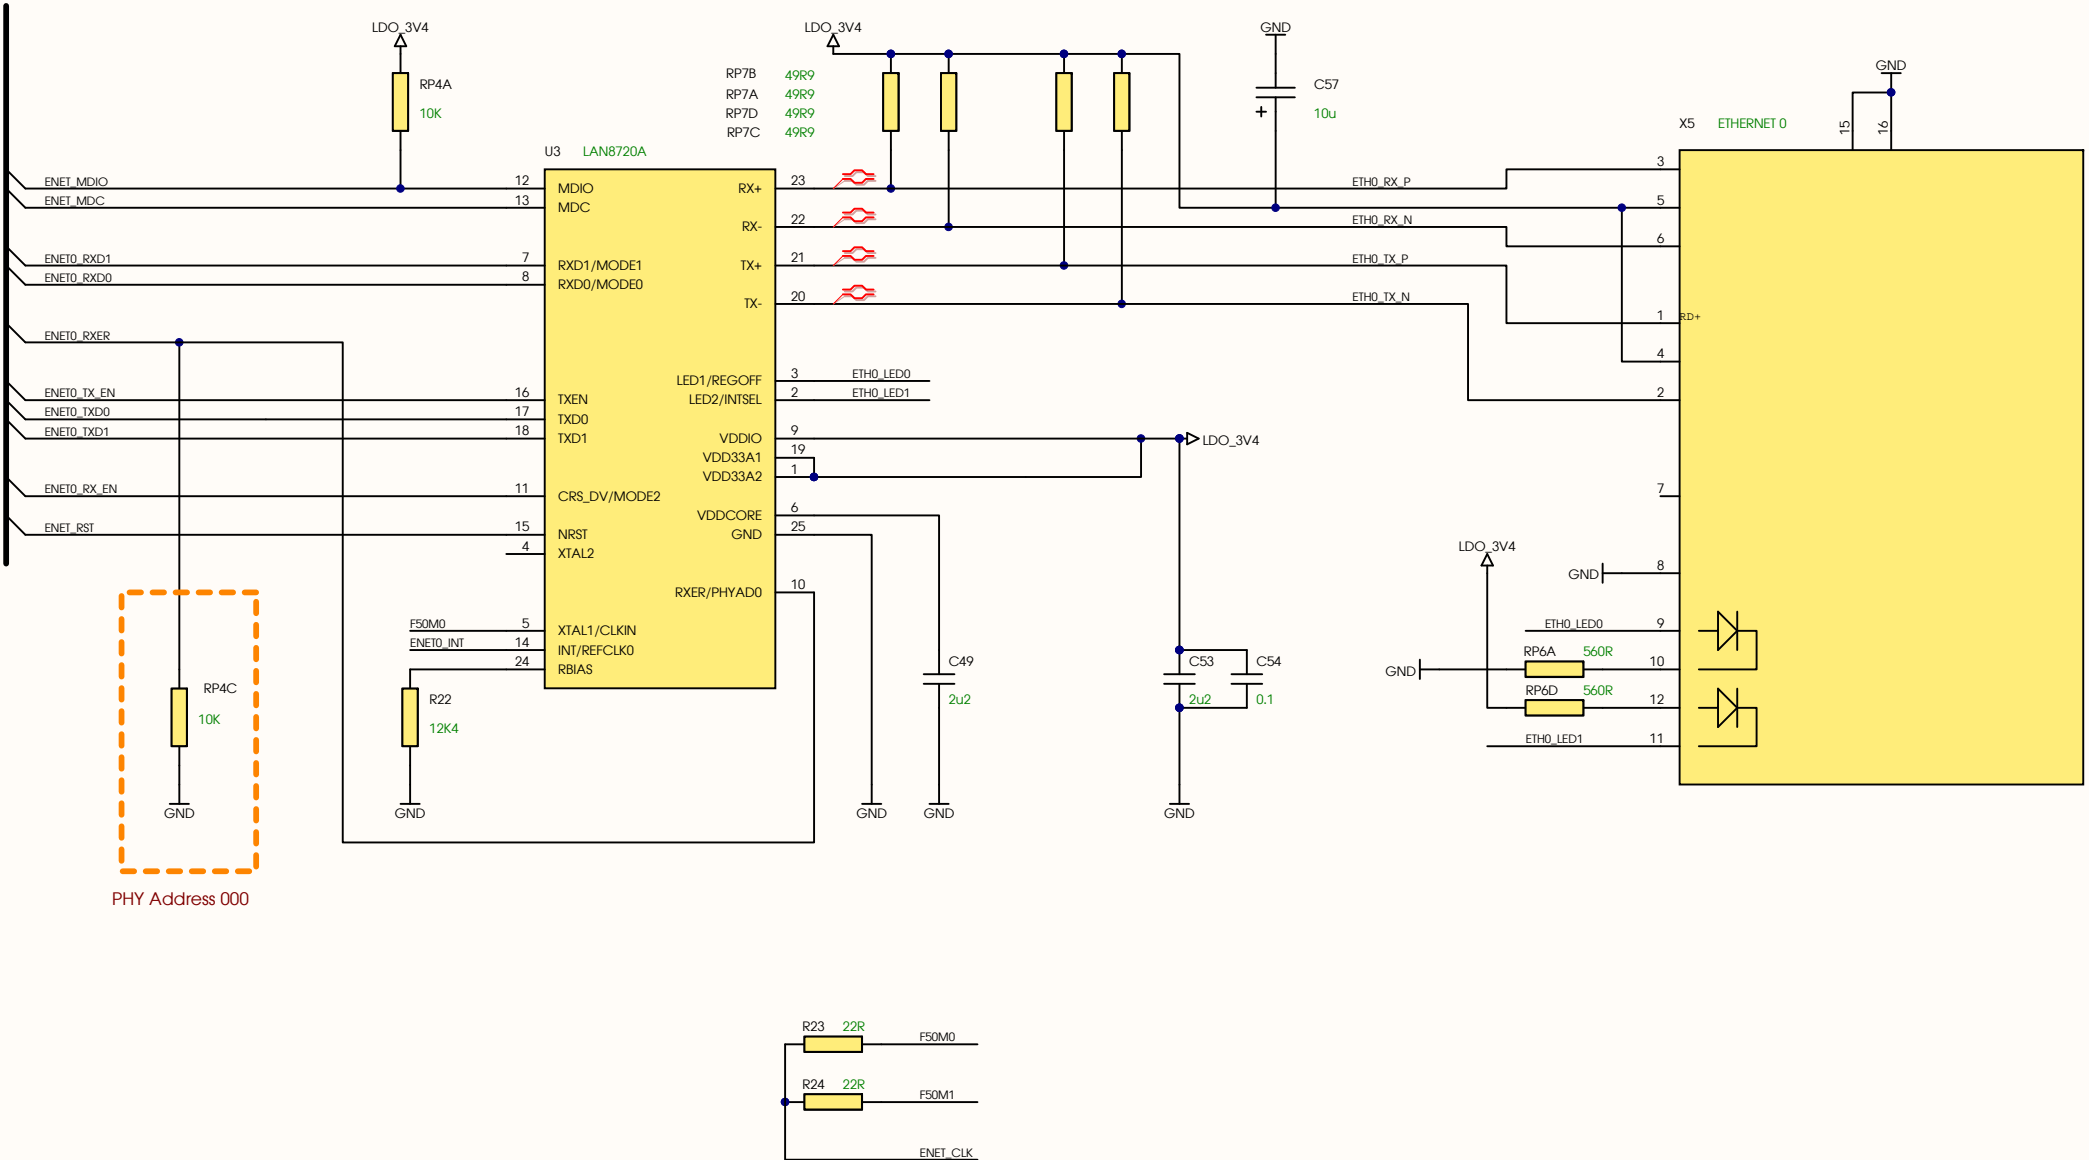 LDO_3V4
RP4A
10K
LDO_3V4
RP7B 49R9
RP7A 49R9
RP7D 49R9
RP7C 49R9
GND
C57
+
10u
GND
X5 ETHERNET 0
15
16
U3 LAN8720A
ENET_MDIO 12 MDIO
ENET_MDC 13 MDC
ENET0_RXD1 7 RXD1/MODE1
ENET0_RXD0 8 RXD0/MODE0
ENET0_RXER
ENET0_TX_EN 16 TXEN
ENET0_TXD0 17 TXD0
ENET0_TXD1 18 TXD1
ENET0_RX_EN 11 CRS_DV/MODE2
ENET_RST 15 NRST
4 XTAL2
F50M0 5 XTAL1/CLKIN
ENET0_INT 14 INT/REFCLK0
24 RBIAS
RX+ 23 ETH0_RX_P
RX- 22 ETH0_RX_N
TX+ 21 ETH0_TX_P
TX- 20 ETH0_TX_N
LED1/REGOFF 3 ETH0_LED0
LED2/INTSEL 2 ETH0_LED1
VDDIO 9 LDO_3V4
VDD33A1 19
VDD33A2 1
VDDCORE 6
GND 25
RXER/PHYAD0 10
3
5
6
1 RD+
4
2
7
LDO_3V4
GND 8
ETH0_LED0 9
RP6A 560R
GND 10
RP6D 560R
12
ETH0_LED1 11
RP4C
10K
GND
R22
12K4
GND
GND
C49
2u2
GND
C53
2u2
C54
0.1
GND
PHY Address 000
R23 22R F50M0
R24 22R F50M1
ENET_CLK